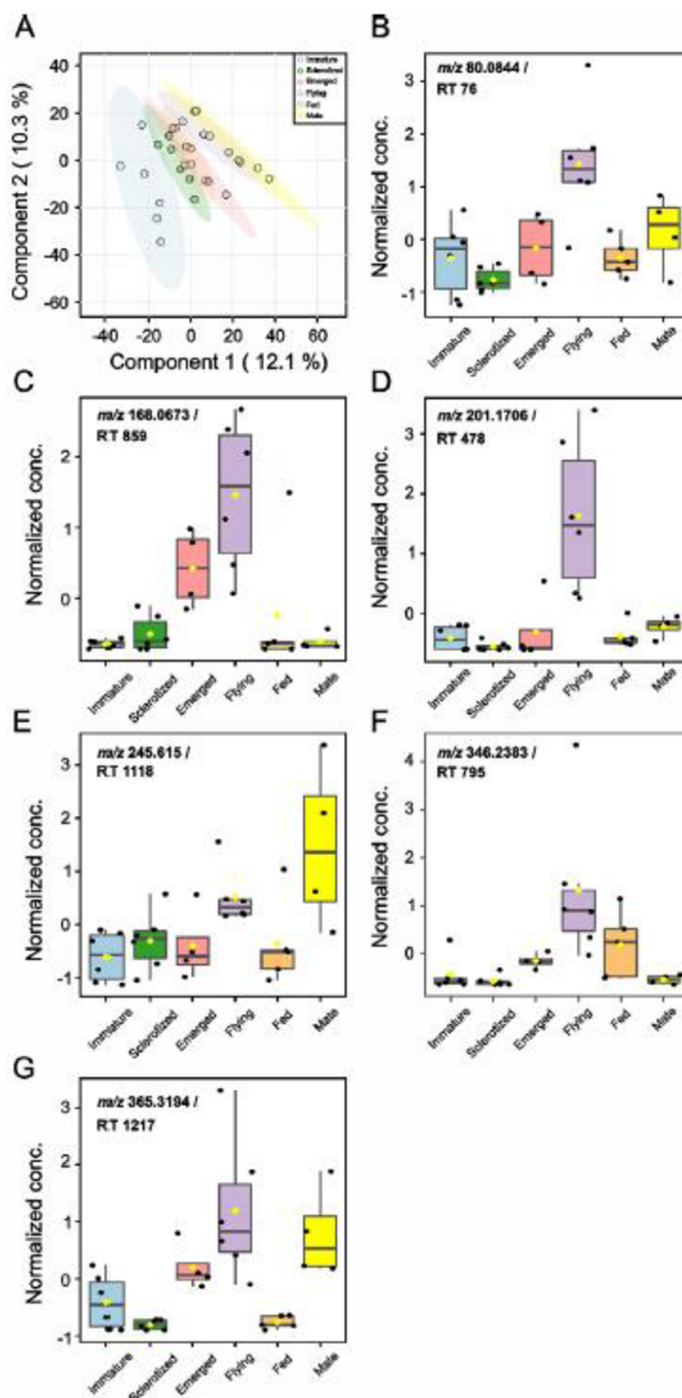 A
Immature
Sclerotized
Emerged
Flying
Fed
Male
Component 2 ( 10.3 %)
40
20
0
-20
-40
-60
-40
-20
0
20
40
60
Component 1 ( 12.1 %)
B
m/z 80.0844 /
RT 76
Normalized conc.
3
2
1
-0
-1
Immature
Sclerotized
Emerged
Flying
Fed
Mate
C
m/z 168.0673 /
RT 859
Normalized conc.
2
1
0
Immature
Sclerotized
Emerged
Flying
Fed
Mate
D
m/z 201.1706 /
RT 478
Normalized conc.
3
2
1
0
Immature
Sclerotized
Emerged
Flying
Fed
Mate
E
m/z 245.615 /
RT 1118
Normalized conc.
3
2
1
-0
-1
Immature
Sclerotized
Emerged
Flying
Fed
Mate
F
m/z 346.2383 /
RT 795
Normalized conc.
4
2
0
Immature
Sclerotized
Emerged
Flying
Fed
Mate
G
m/z 365.3194 /
RT 1217
Normalized conc.
3
2
1
-0
-1
Immature
Sclerotized
Emerged
Flying
Fed
Mate